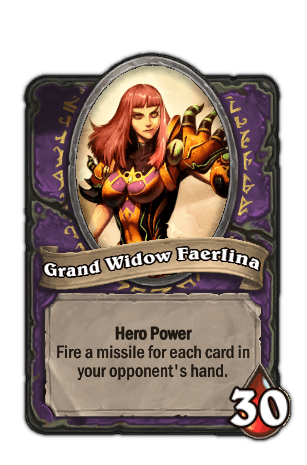 Grand Widow Faerlina
Hero Power
Fire a missile for each card in
your opponent's hand.
30